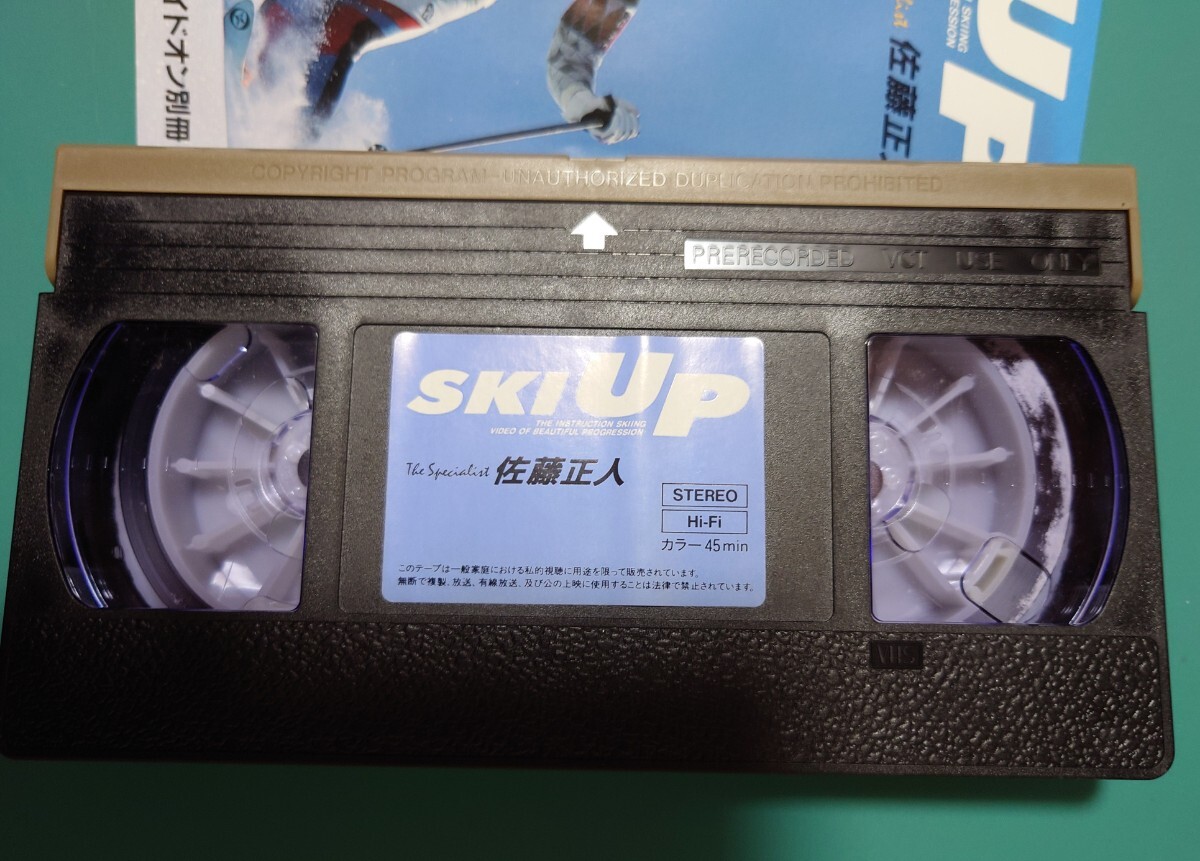 イドオン別冊
UP
SKIING
ESSION
佐藤正人
COPYRIGHT PROGRAM-UNAUTHORIZED DUPLICATION PROHIBITED
PRERECORDED VCT USE ONLY
SKI UP
THE INSTRUCTION SKIING
VIDEO OF BEAUTIFUL PROGRESSION
The Specialist 佐藤正人
STEREO
Hi-Fi
カラー 45min
このテープは一般家庭における私的視聴に用途を限って販売されています。
無断で複製、放送、有線放送、及び公の上映に使用することは法律で禁止されています。
VHS